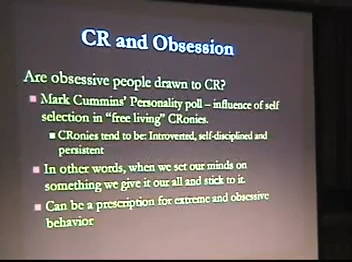 CR and Obsession
Are obsessive people drawn to CR?
Mark Cummins' Personality poll – influence of self
selection in "free living" CRonies.
CRonies tend to be: Introverted, self-disciplined and
persistent
In other words, when we set our minds on
something we give it our all and stick to it.
Can be a prescription for extreme and obsessive
behavior